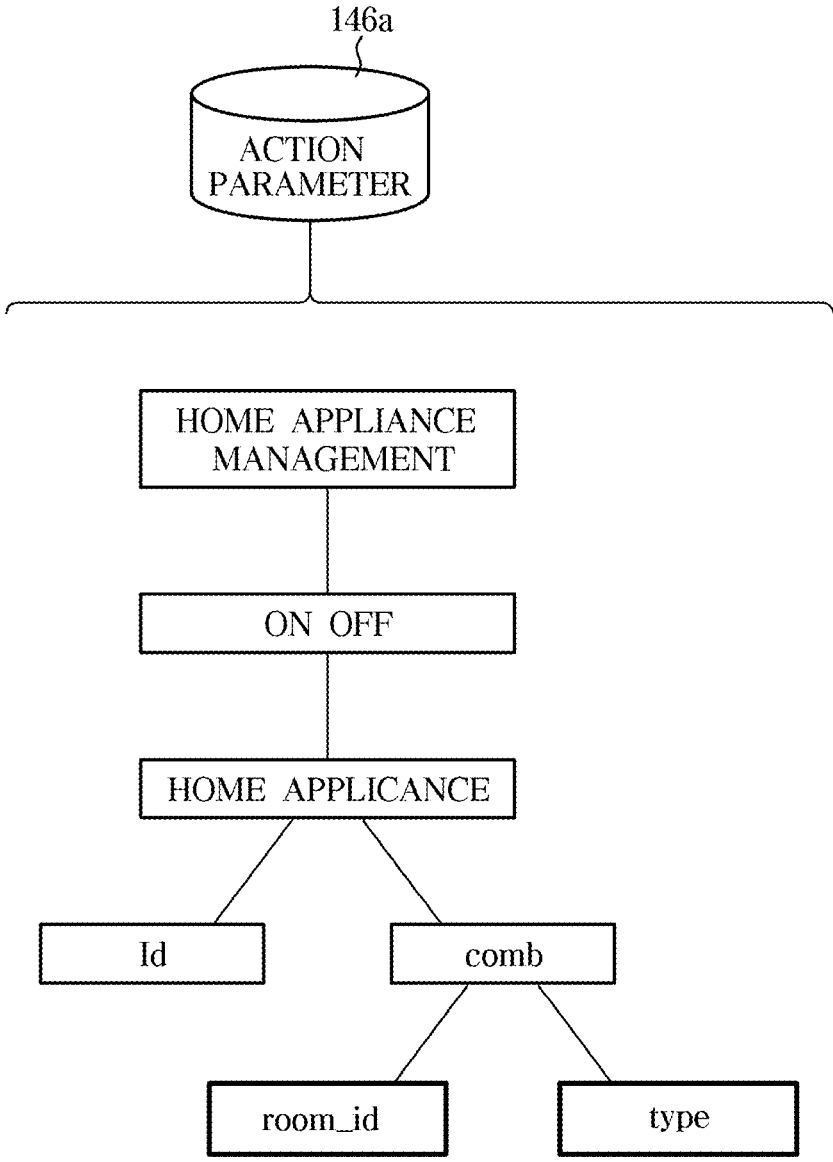 146a
ACTION
PARAMETER
HOME APPLIANCE
MANAGEMENT
ON OFF
HOME APPLICANCE
Id
comb
room_id
type